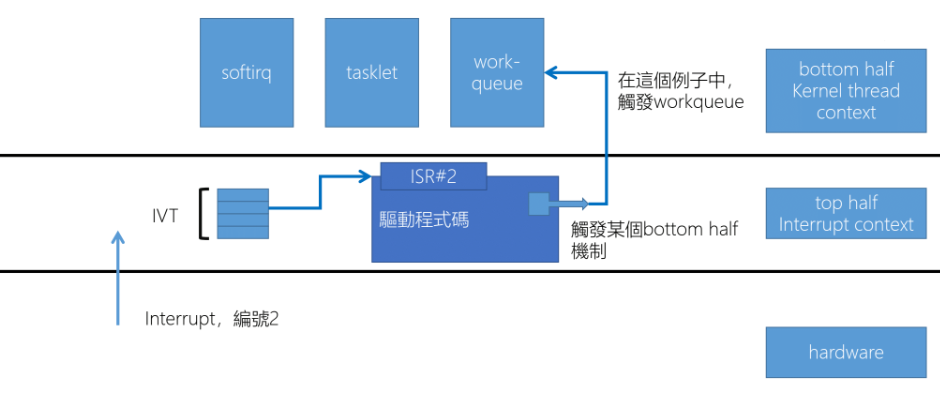 softirq
tasklet
work-
queue
在這個例子中,
觸發workqueue
bottom half
Kernel thread
context
IVT
ISR#2
驅動程式碼
觸發某個bottom half
機制
top half
Interrupt context
Interrupt, 編號2
hardware